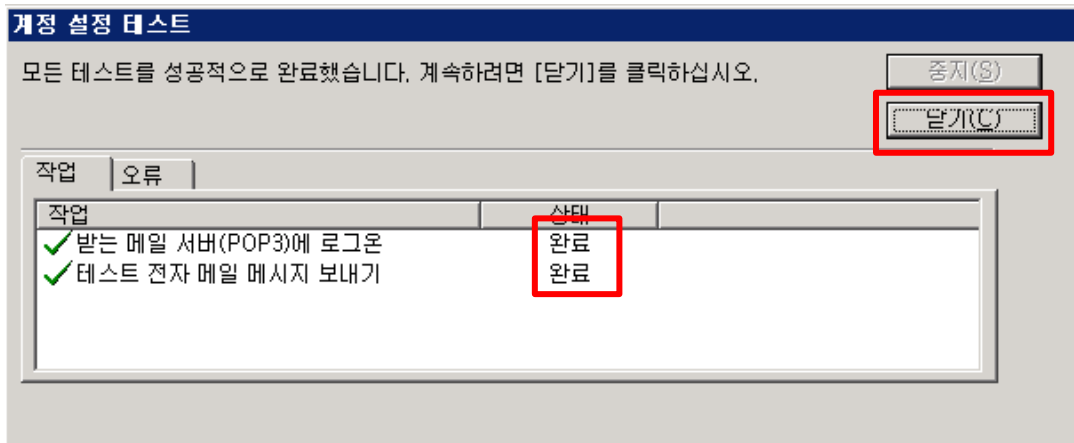 계정 설정 테스트
모든 테스트를 성공적으로 완료했습니다. 계속하려면 [닫기]를 클릭하십시오.
중지(S)
닫기(C)
작업 오류
작업 상태
받는 메일 서버(POP3)에 로그온 완료
테스트 전자 메일 메시지 보내기 완료